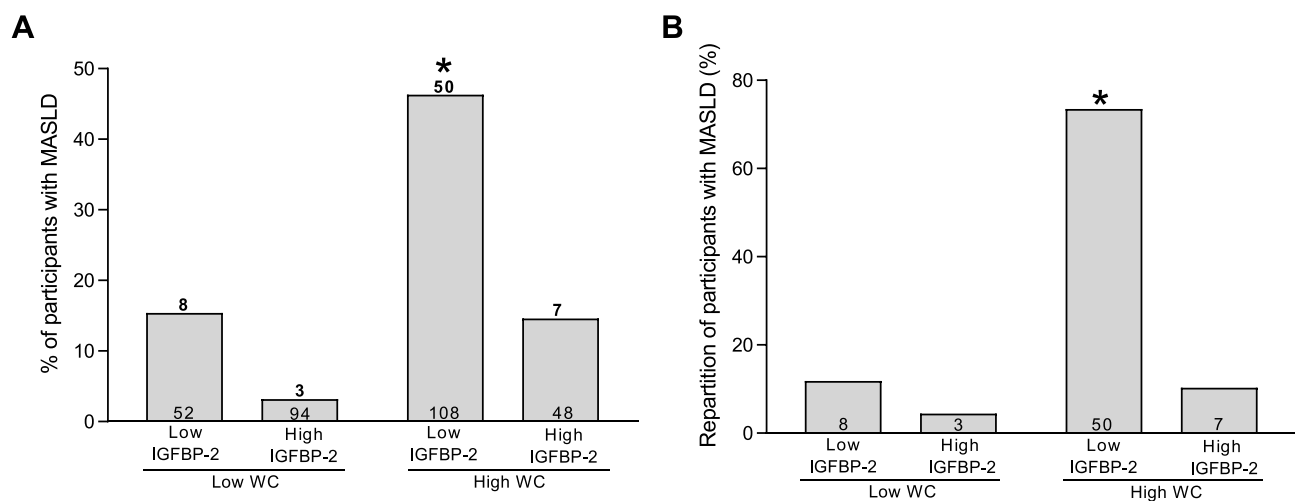 A
% of participants with MASLD
50
40
30
20
10
0
8
3
*
50
7
52
94
108
48
Low
IGFBP-2
High
IGFBP-2
Low
IGFBP-2
High
IGFBP-2
Low WC
High WC
B
Repartition of participants with MASLD (%)
80
60
40
20
0
*
8
3
50
7
Low
IGFBP-2
High
IGFBP-2
Low
IGFBP-2
High
IGFBP-2
Low WC
High WC